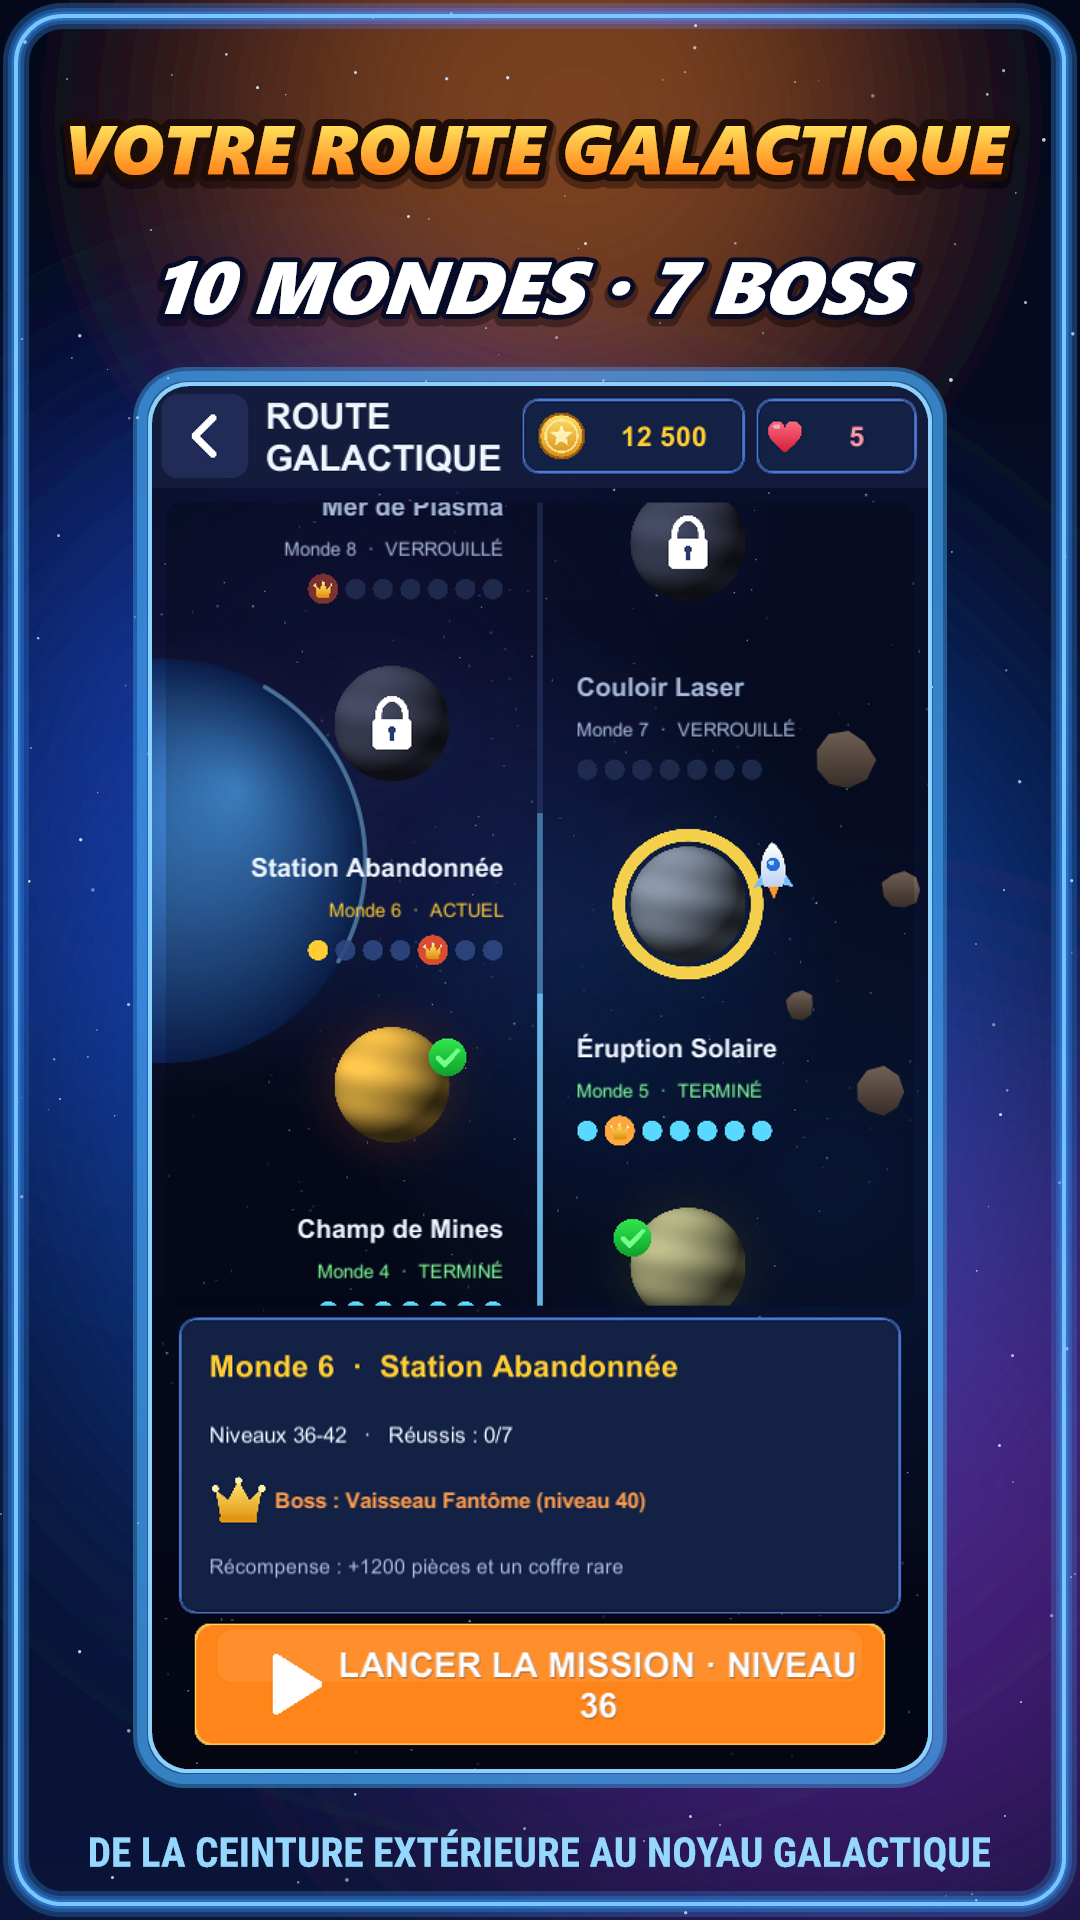 VOTRE ROUTE GALACTIQUE
10 MONDES · 7 BOSS
ROUTE
GALACTIQUE
12 500
5
Mer de Plasma
Monde 8 · VERROUILLÉ
Couloir Laser
Monde 7 · VERROUILLÉ
Station Abandonnée
Monde 6 · ACTUEL
Éruption Solaire
Monde 5 · TERMINÉ
Champ de Mines
Monde 4 · TERMINÉ
Monde 6 · Station Abandonnée
Niveaux 36-42 · Réussis : 0/7
Boss : Vaisseau Fantôme (niveau 40)
Récompense : +1200 pièces et un coffre rare
LANCER LA MISSION · NIVEAU
36
DE LA CEINTURE EXTÉRIEURE AU NOYAU GALACTIQUE